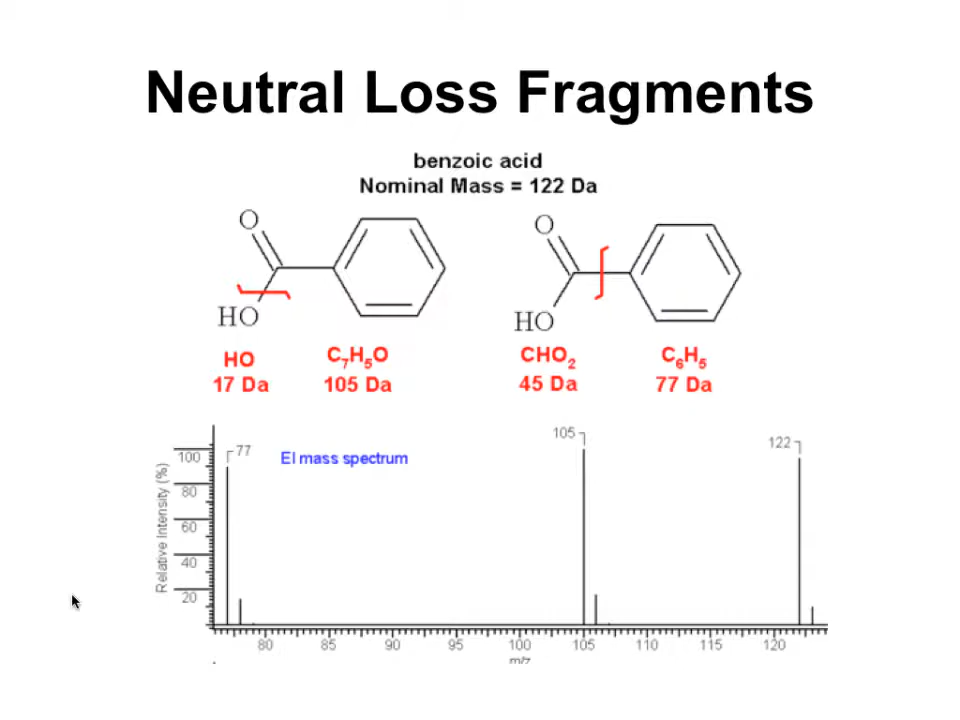 Neutral Loss Fragments
benzoic acid
Nominal Mass = 122 Da
O
HO
O
HO
HO
17 Da
C7H5O
105 Da
CHO2
45 Da
C6H5
77 Da
EI mass spectrum
77
105
122
Relative Intensity (%)
100
80
60
40
20
80 85 90 95 100 105 110 115 120
m/z